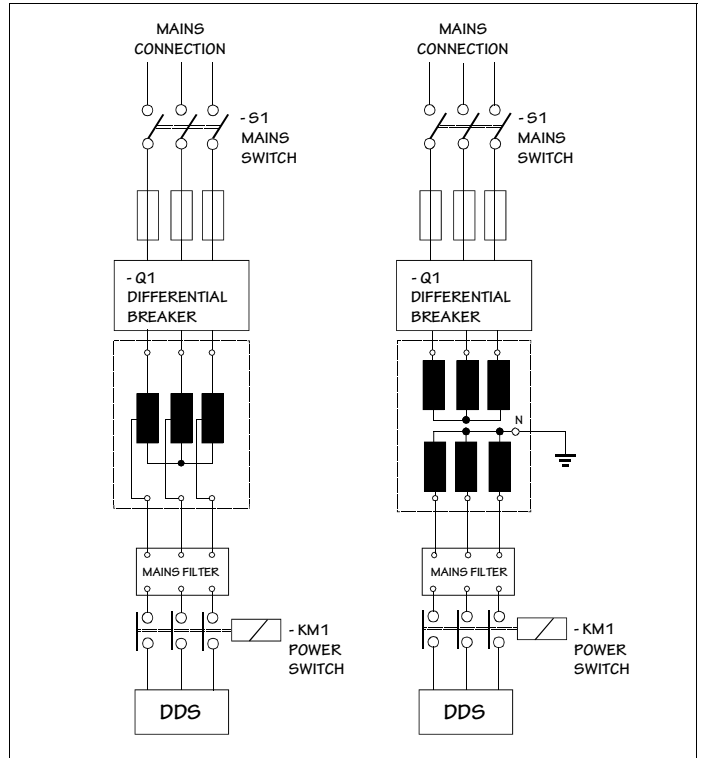 MAINS
CONNECTION
- S1
MAINS
SWITCH
- Q1
DIFFERENTIAL
BREAKER
MAINS FILTER
- KM1
POWER
SWITCH
DDS
MAINS
CONNECTION
- S1
MAINS
SWITCH
- Q1
DIFFERENTIAL
BREAKER
N
MAINS FILTER
- KM1
POWER
SWITCH
DDS